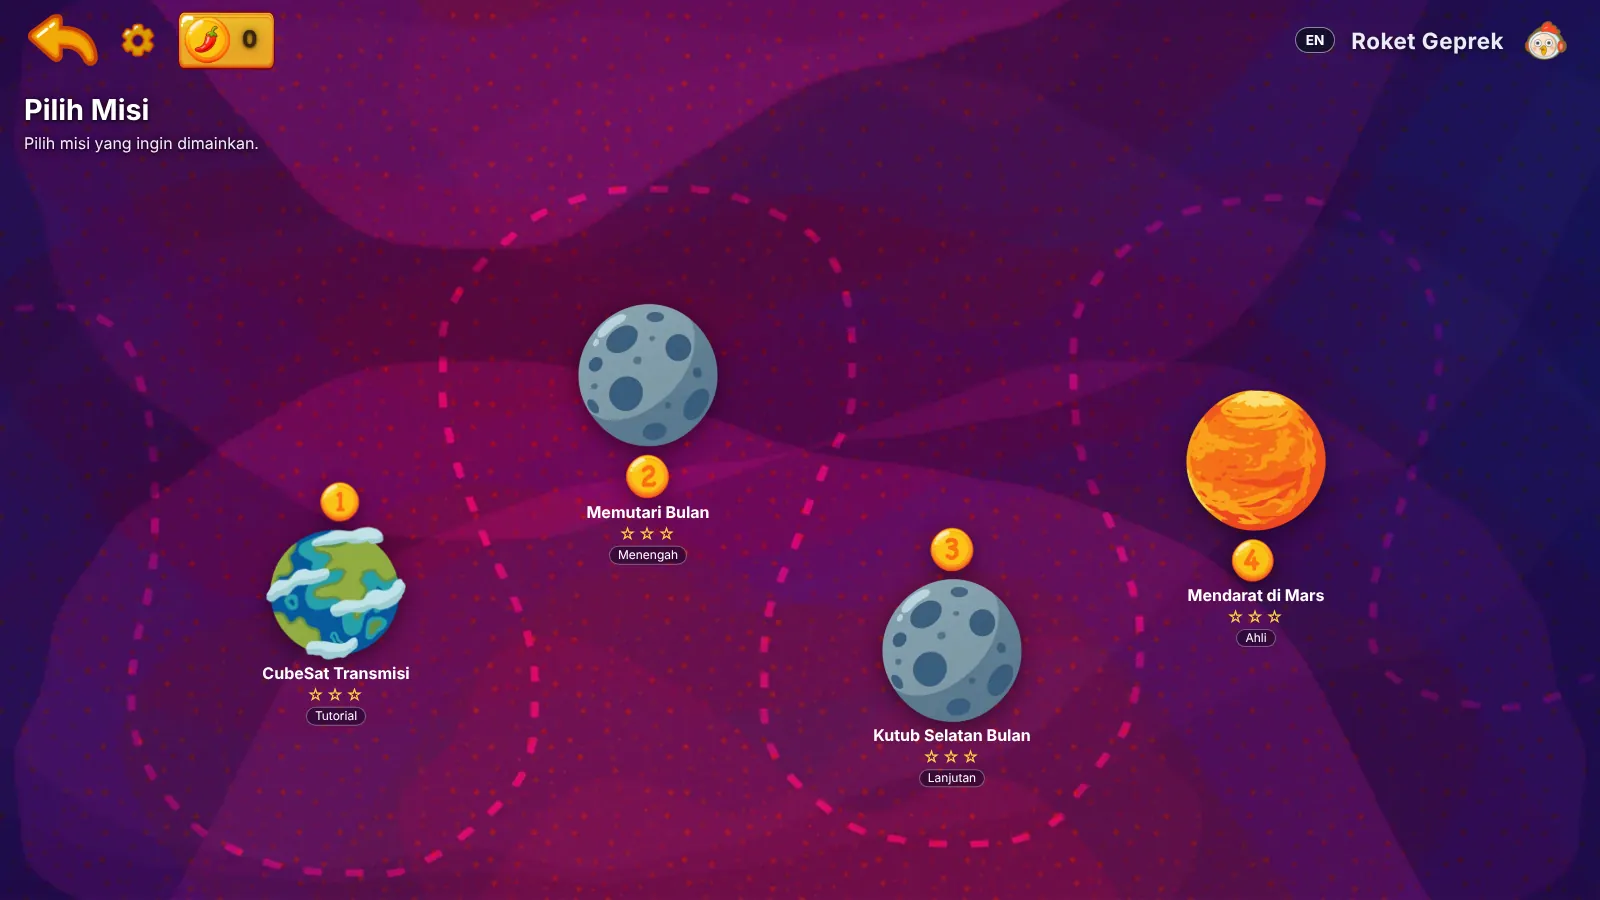 0
EN
Roket Geprek
Pilih Misi
Pilih misi yang ingin dimainkan.
1
CubeSat Transmisi
Tutorial
2
Memutari Bulan
Menengah
3
Kutub Selatan Bulan
Lanjutan
4
Mendarat di Mars
Ahli